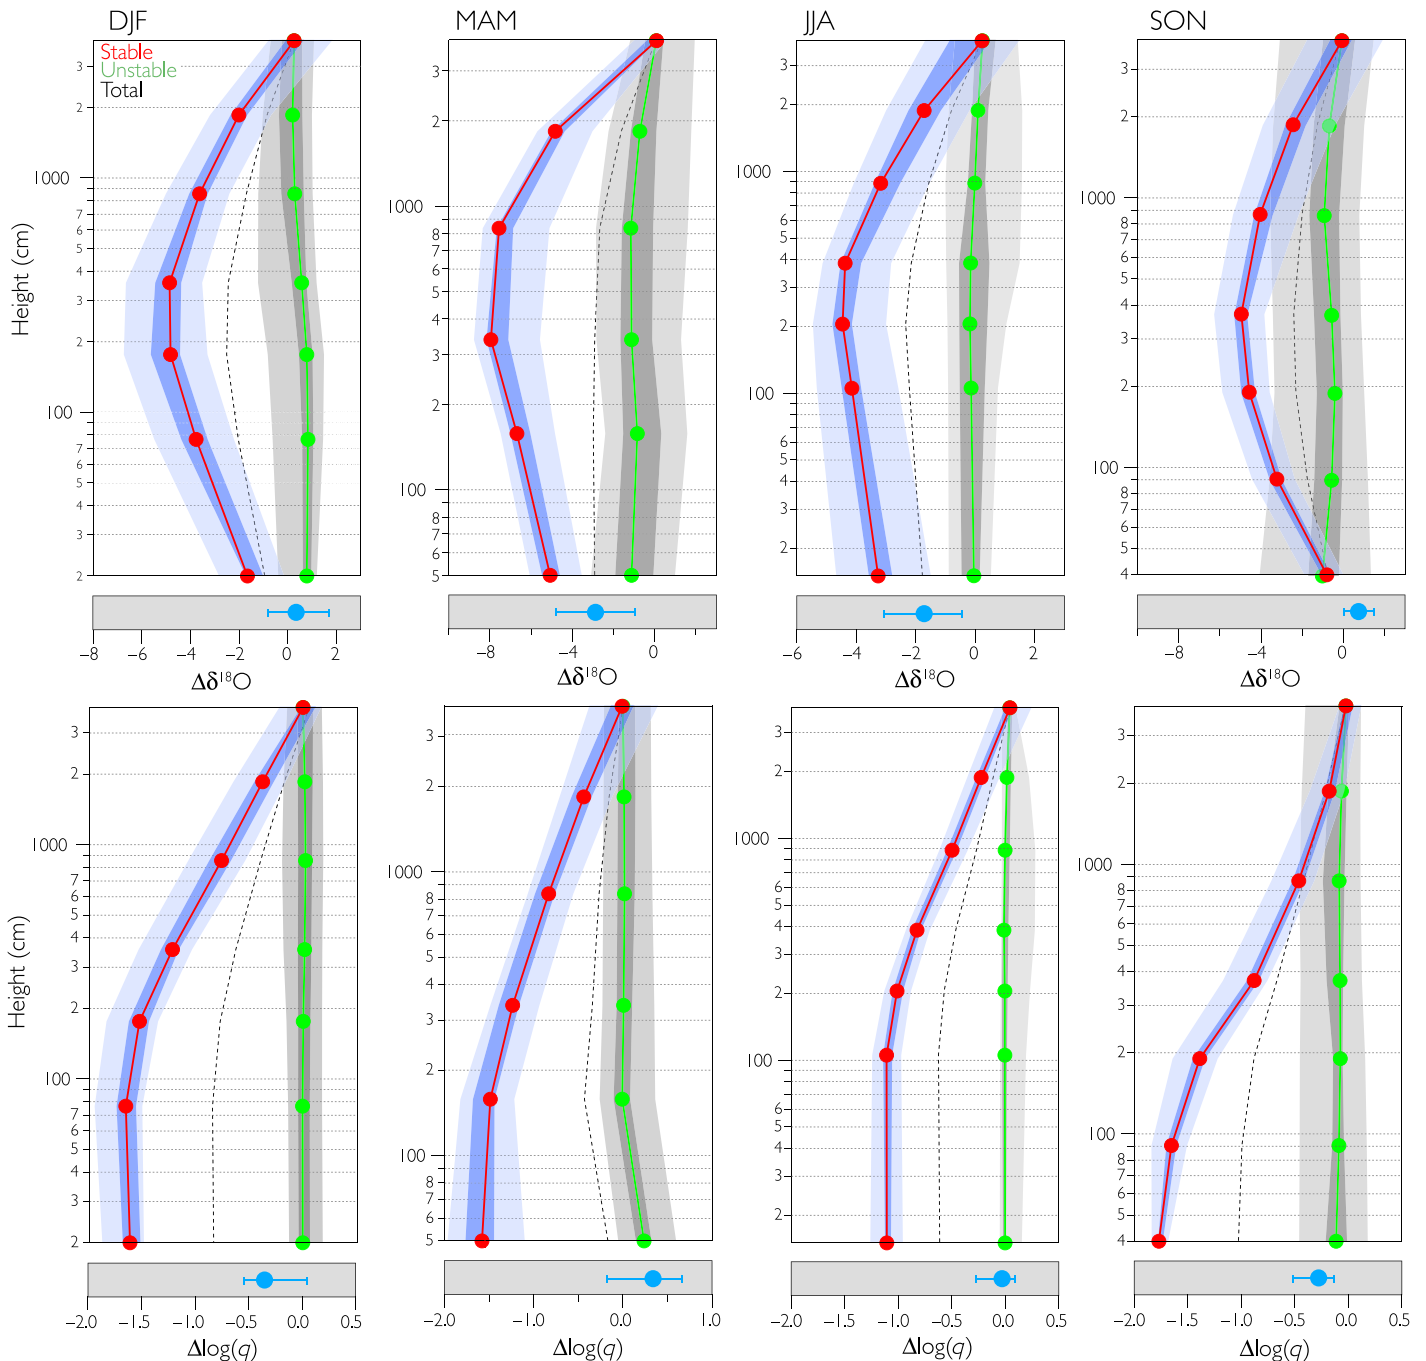 DJF MAM JJA SON
Stable
Unstable
Total
Height (cm)
3 2 1000 8 7 6 5 4 3 2 100 7 6 5 4 3 2
3 2 1000 8 7 6 5 4 3 2 100 8 7 6 5
3 2 1000 7 6 5 4 3 2 100 7 6 5 4 3 2
3 2 1000 8 7 6 5 4 3 2 100 8 7 6 5 4
−8 −6 −4 −2 0 2
−8 −4 0
−6 −4 −2 0 2
−8 −4 0
Δδ¹⁸O Δδ¹⁸O Δδ¹⁸O Δδ¹⁸O
Height (cm)
3 2 1000 8 7 6 5 4 3 2 100 7 6 5 4 3 2
3 2 1000 8 7 6 5 4 3 2 100 8 7 6 5
3 2 1000 7 6 5 4 3 2 100 7 6 5 4 3 2
3 2 1000 8 7 6 5 4 3 2 100 8 7 6 5 4
−2.0 −1.5 −1.0 −0.5 0.0 0.5
−2.0 −1.0 0.0 1.0
−2.0 −1.5 −1.0 −0.5 0.0 0.5
−2.0 −1.5 −1.0 −0.5 0.0 0.5
Δlog(q) Δlog(q) Δlog(q) Δlog(q)